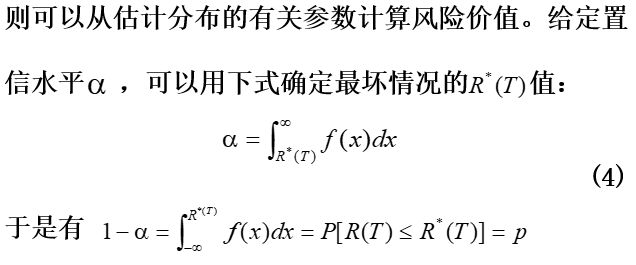 则可以从估计分布的有关参数计算风险价值。给定置
信水平α ，可以用下式确定最坏情况的R*(T)值：
α = ∫_{R*(T)}^{∞} f(x)dx
(4)
于是有 1−α = ∫_{−∞}^{R*(T)} f(x)dx = P[R(T) ≤ R*(T)] = p